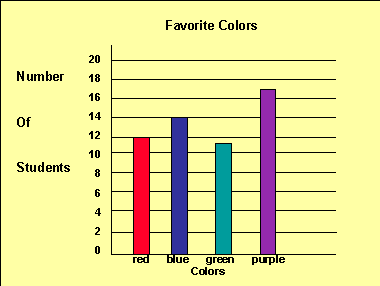 Favorite Colors
Number
Of
Students
20
18
16
14
12
10
8
6
4
2
0
red blue green purple
Colors